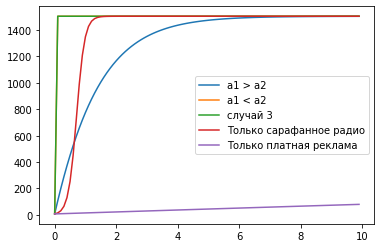 1400
1200
1000
800
600
400
200
0
0 2 4 6 8 10
a1 > a2
a1 < a2
случай 3
Только сарафанное радио
Только платная реклама